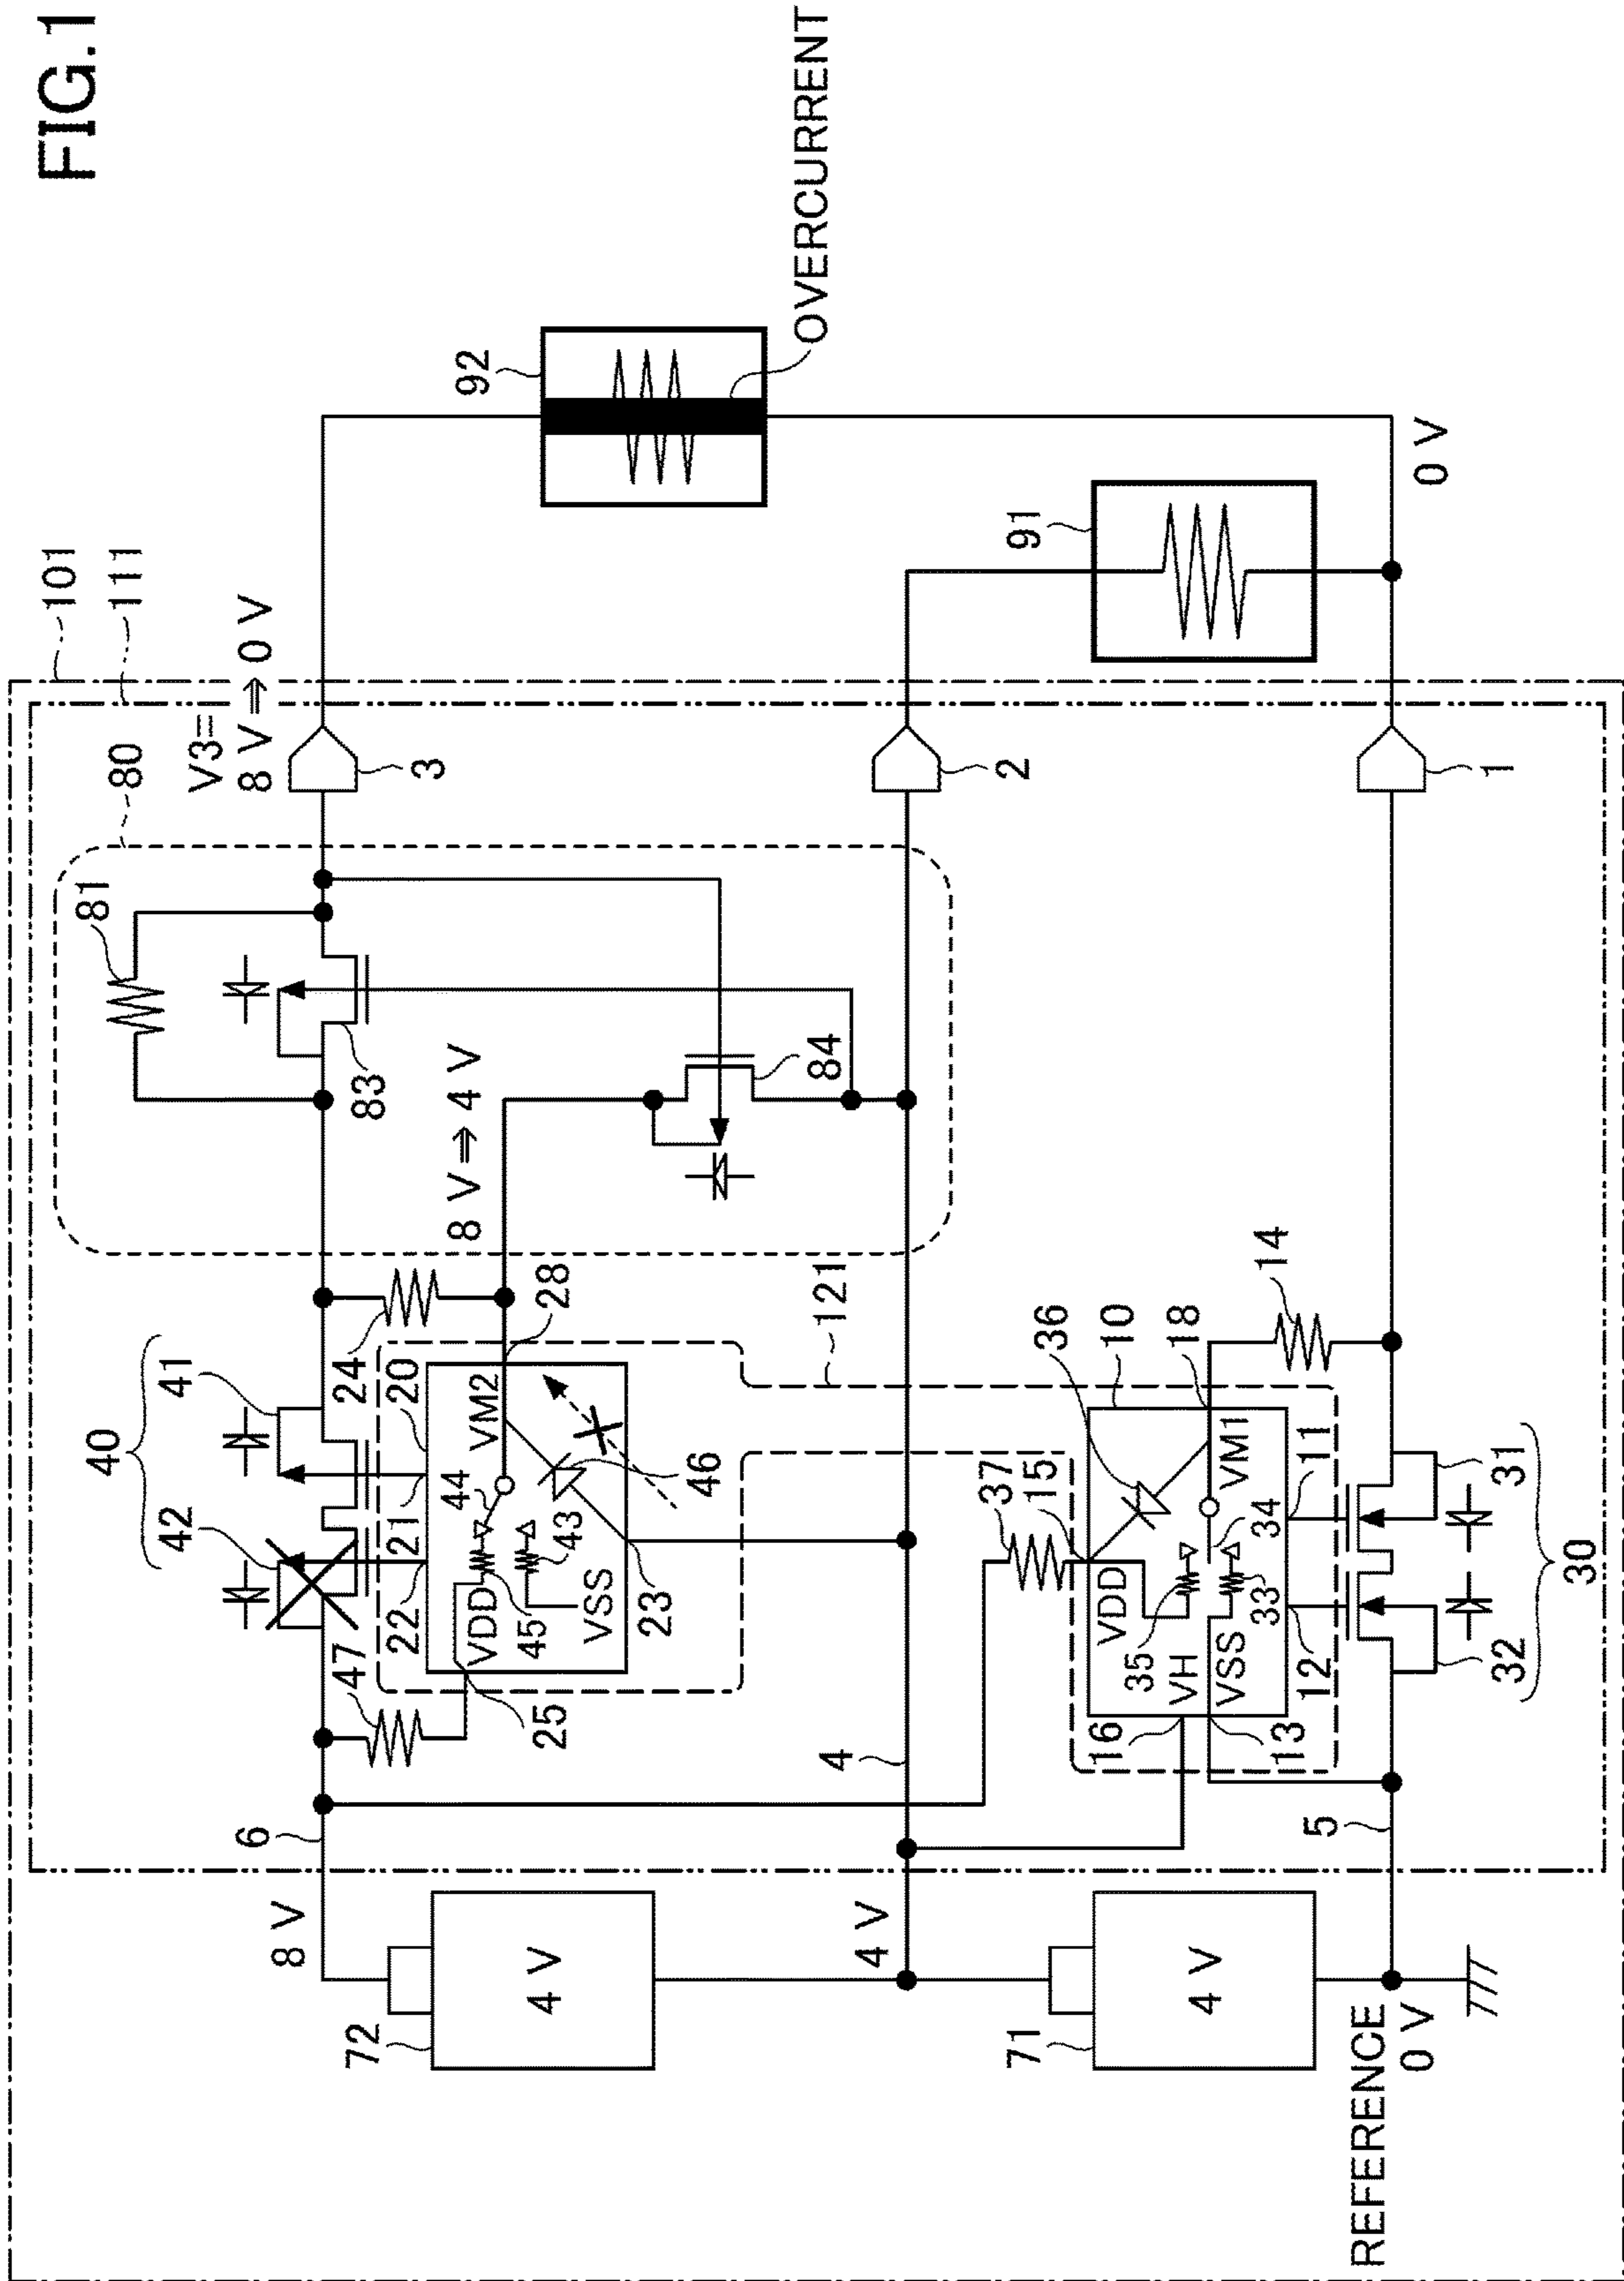 FIG.1
101
111
80
V3=
8 V ⇒ 0 V
81
83
3
40
41
42
24
47
20
21
22
44
VM2
28
8 V ⇒ 4 V
84
VDD
45
43
46
VSS
25
23
92
OVERCURRENT
6
8 V
72
4 V
4 V
4
2
121
37
15
36
10
18
14
91
VDD
VM1
35
34
33
VH
VSS
16
13
12
11
71
4 V
5
32
31
30
1
0 V
REFERENCE
0 V